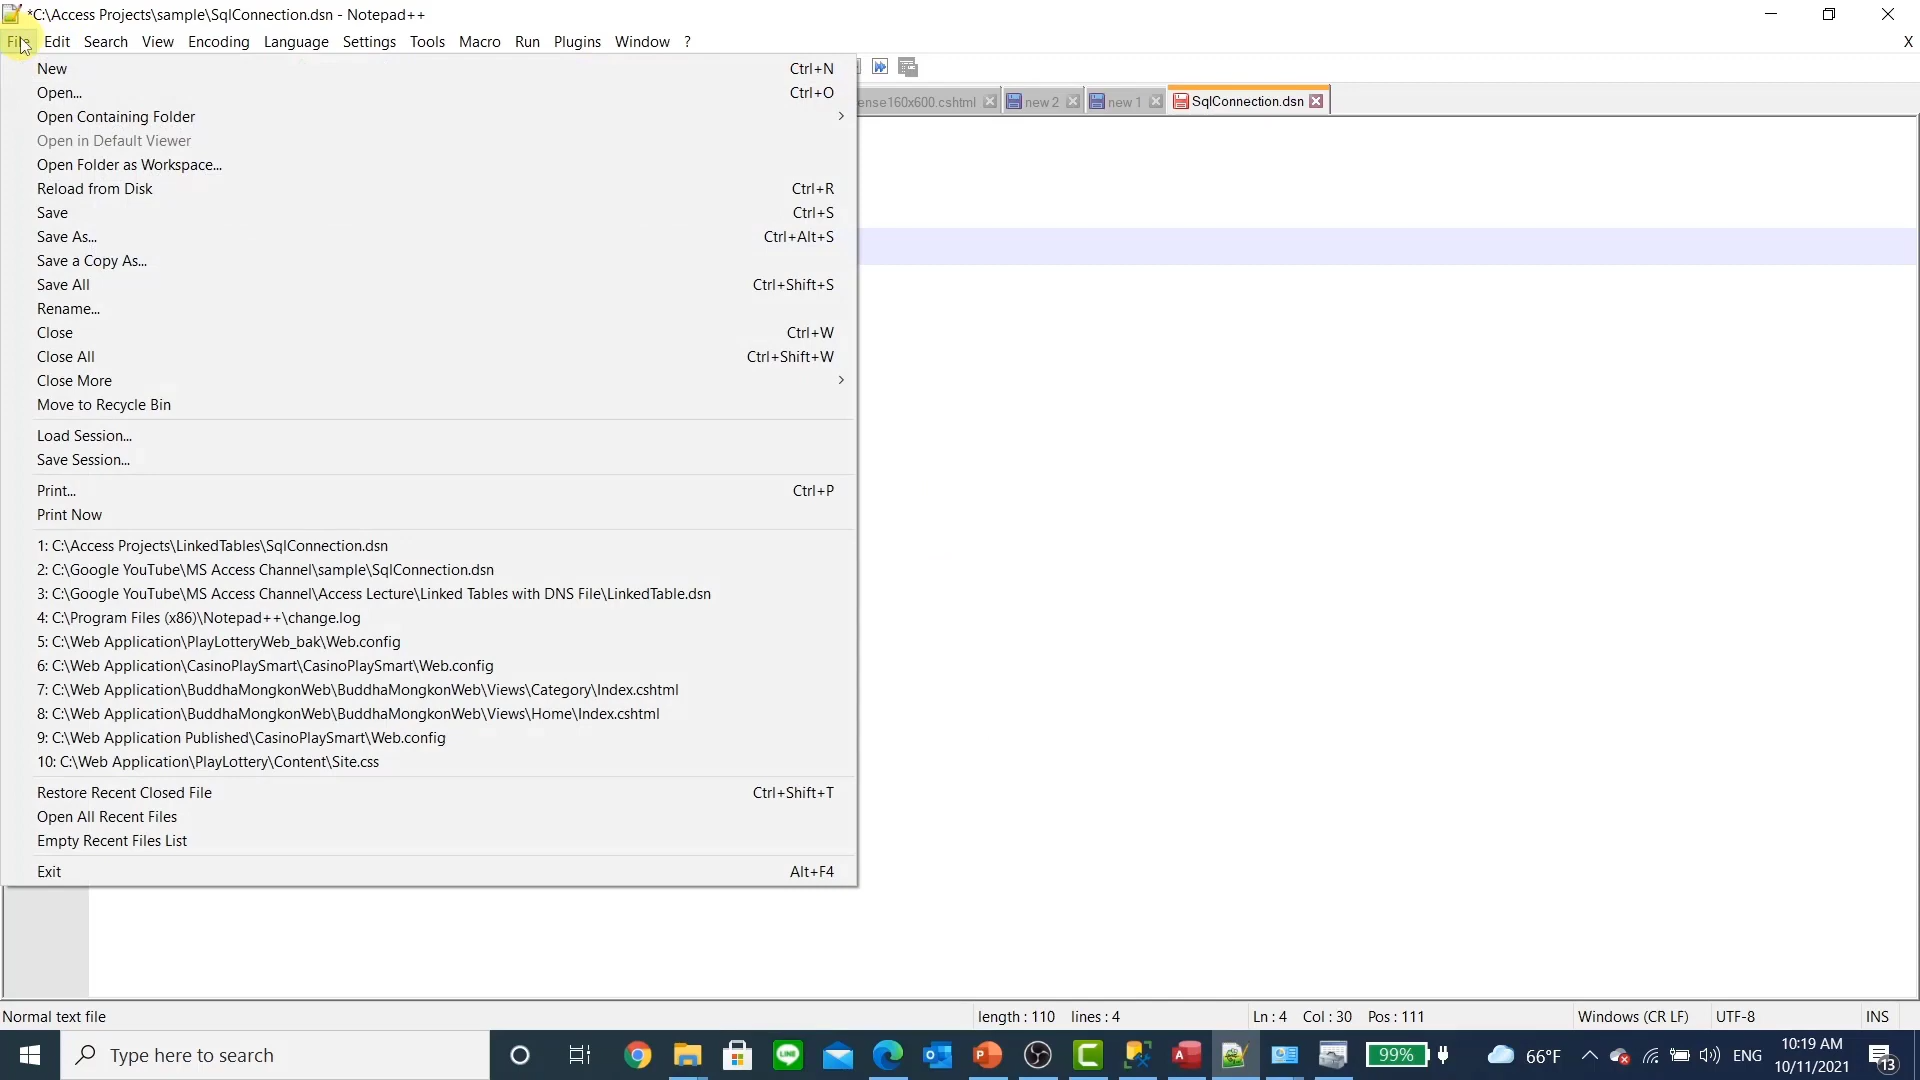 *C:\Access Projects\sample\SqlConnection.dsn - Notepad++
File Edit Search View Encoding Language Settings Tools Macro Run Plugins Window ? X
New Ctrl+N
Open... Ctrl+O
ense160x600.cshtml new 2 new 1 SqlConnection.dsn
Open Containing Folder
Open in Default Viewer
Open Folder as Workspace...
Reload from Disk Ctrl+R
Save Ctrl+S
Save As... Ctrl+Alt+S
Save a Copy As...
Save All Ctrl+Shift+S
Rename...
Close Ctrl+W
Close All Ctrl+Shift+W
Close More
Move to Recycle Bin
Load Session...
Save Session...
Print... Ctrl+P
Print Now
1: C:\Access Projects\LinkedTables\SqlConnection.dsn
2: C:\Google YouTube\MS Access Channel\sample\SqlConnection.dsn
3: C:\Google YouTube\MS Access Channel\Access Lecture\Linked Tables with DNS File\LinkedTable.dsn
4: C:\Program Files (x86)\Notepad++\change.log
5: C:\Web Application\PlayLotteryWeb_bak\Web.config
6: C:\Web Application\CasinoPlaySmart\CasinoPlaySmart\Web.config
7: C:\Web Application\BuddhaMongkonWeb\BuddhaMongkonWeb\Views\Category\Index.cshtml
8: C:\Web Application\BuddhaMongkonWeb\BuddhaMongkonWeb\Views\Home\Index.cshtml
9: C:\Web Application Published\CasinoPlaySmart\Web.config
10: C:\Web Application\PlayLottery\Content\Site.css
Restore Recent Closed File Ctrl+Shift+T
Open All Recent Files
Empty Recent Files List
Exit Alt+F4
Normal text file length : 110 lines : 4 Ln : 4 Col : 30 Pos : 111 Windows (CR LF) UTF-8 INS
Type here to search 99% 66°F ENG 10:19 AM
10/11/2021 13